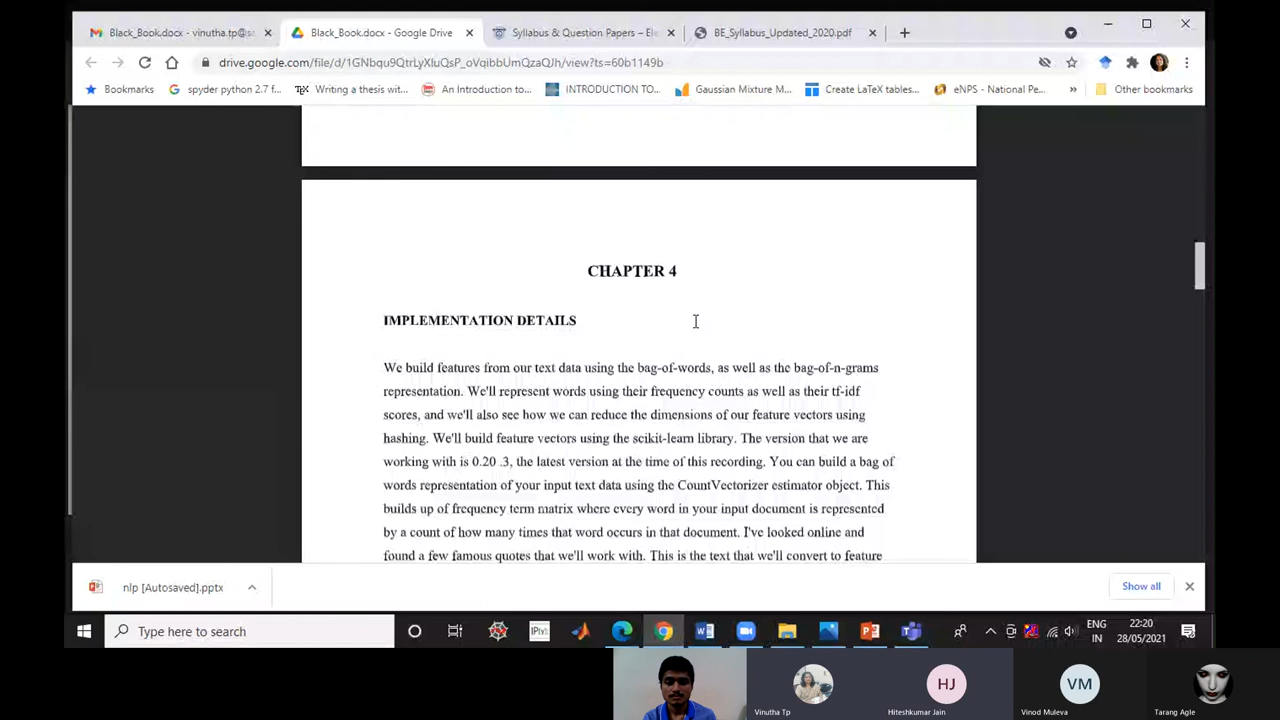 Black_Book.docx - vinutha.tp@sa
Black_Book.docx - Google Drive
Syllabus & Question Papers – Ele
BE_Syllabus_Updated_2020.pdf
drive.google.com/file/d/1GNbqu9QtrLyXluQsP_oVqibbUmQzaQJh/view?ts=60b1149b
Bookmarks
spyder python 2.7 f...
Writing a thesis wit...
An Introduction to...
INTRODUCTION TO...
Gaussian Mixture M...
Create LaTeX tables...
eNPS - National Pe...
»
Other bookmarks
CHAPTER 4
IMPLEMENTATION DETAILS
We build features from our text data using the bag-of-words, as well as the bag-of-n-grams
representation. We'll represent words using their frequency counts as well as their tf-idf
scores, and we'll also see how we can reduce the dimensions of our feature vectors using
hashing. We'll build feature vectors using the scikit-learn library. The version that we are
working with is 0.20 .3, the latest version at the time of this recording. You can build a bag of
words representation of your input text data using the CountVectorizer estimator object. This
builds up of frequency term matrix where every word in your input document is represented
by a count of how many times that word occurs in that document. I've looked online and
found a few famous quotes that we'll work with. This is the text that we'll convert to feature
nlp [Autosaved].pptx
Show all
Type here to search
ENG
IN
22:20
28/05/2021
Vinutha Tp
HJ
Hiteshkumar Jain
VM
Vinod Muleva
Tarang Agle